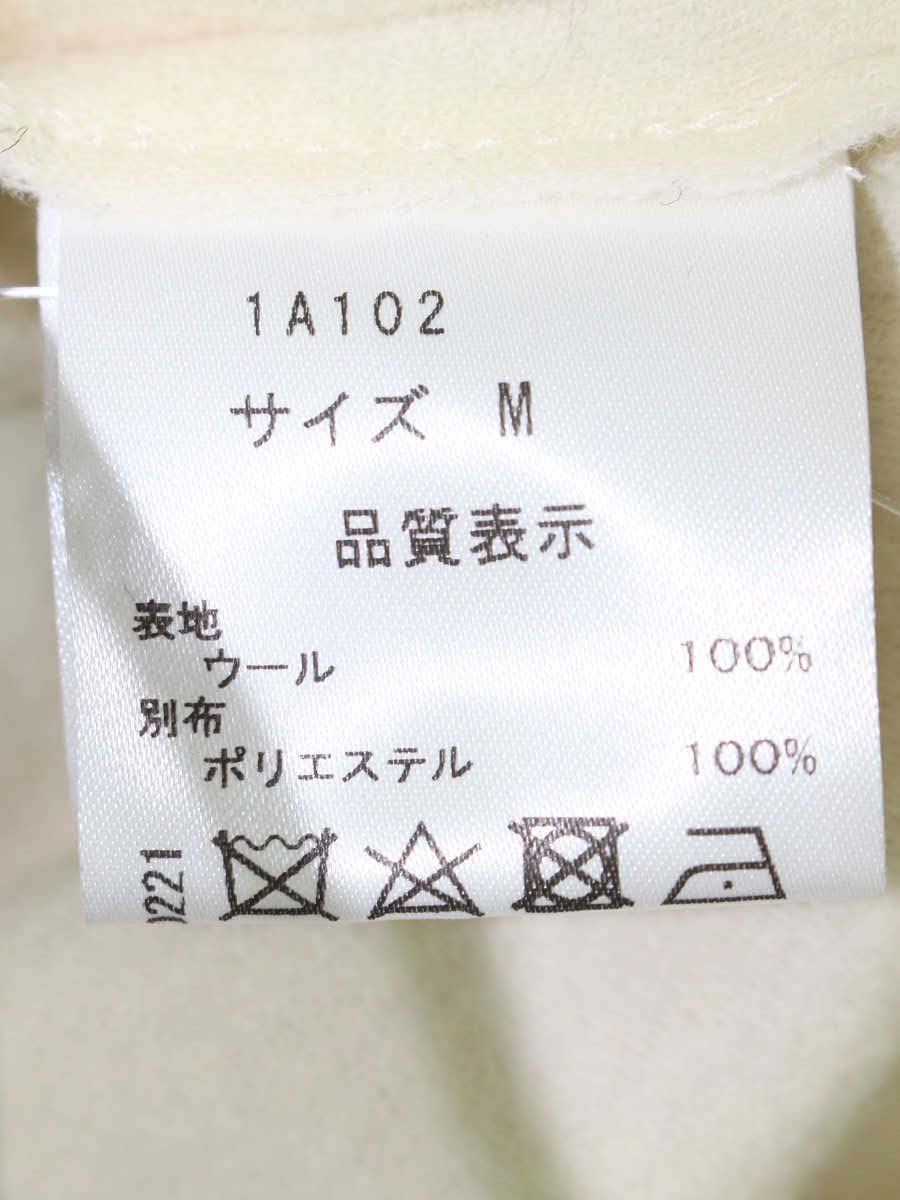 1A102
サイズ M
品質表示
表地
ウール 100%
別布
ポリエステル 100%
0221